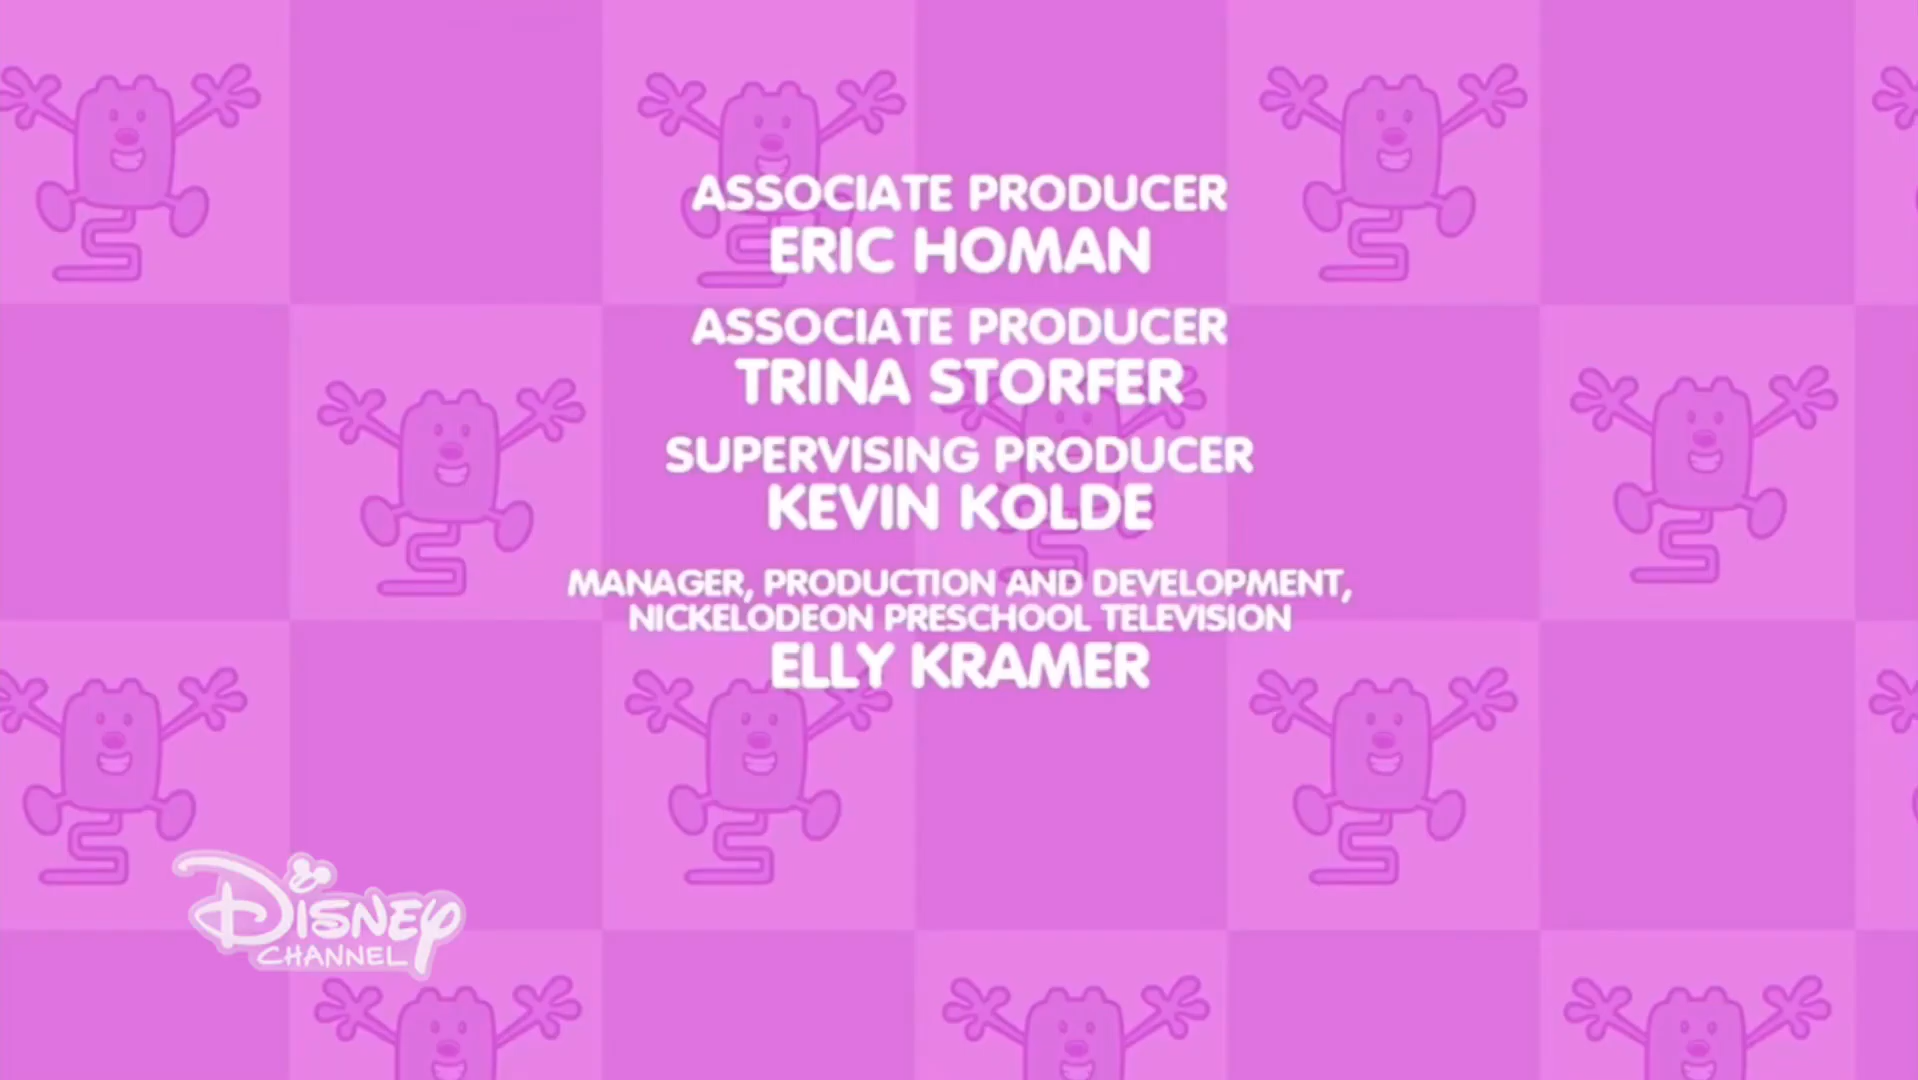 ASSOCIATE PRODUCER
ERIC HOMAN
ASSOCIATE PRODUCER
TRINA STORFER
SUPERVISING PRODUCER
KEVIN KOLDE
MANAGER, PRODUCTION AND DEVELOPMENT,
NICKELODEON PRESCHOOL TELEVISION
ELLY KRAMER
DISNEY
CHANNEL